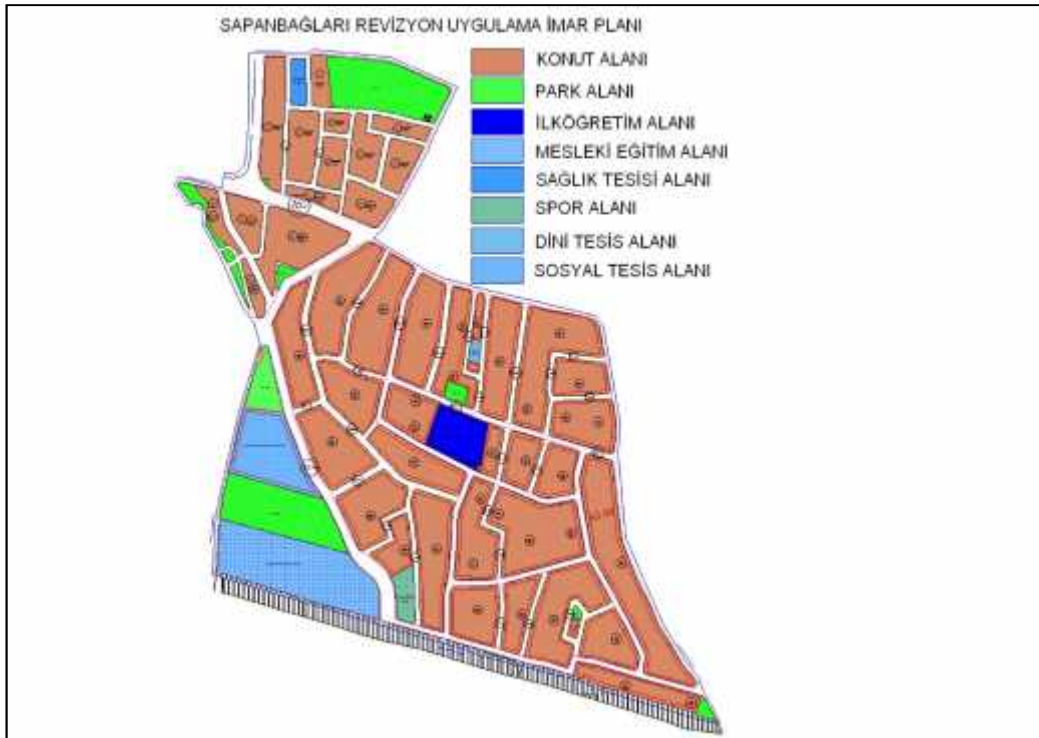 SAPANBAĞLARI REVİZYON UYGULAMA İMAR PLANI
KONUT ALANI
PARK ALANI
İLKÖĞRETİM ALANI
MESLEKİ EĞİTİM ALANI
SAĞLIK TESİSİ ALANI
SPOR ALANI
DİNİ TESİS ALANI
SOSYAL TESİS ALANI